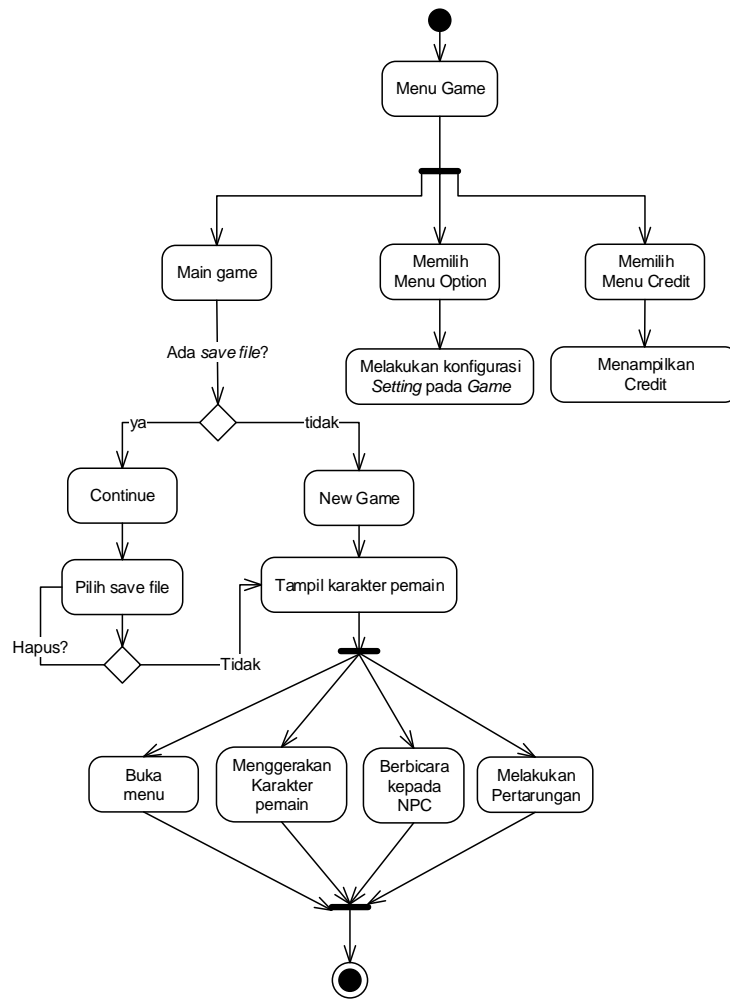 Menu Game
Main game
Memilih
Menu Option
Memilih
Menu Credit
Ada save file?
Melakukan konfigurasi
Setting pada Game
Menampilkan
Credit
ya
tidak
Continue
New Game
Pilih save file
Tampil karakter pemain
Hapus?
Tidak
Buka
menu
Menggerakan
Karakter
pemain
Berbicara
kepada
NPC
Melakukan
Pertarungan